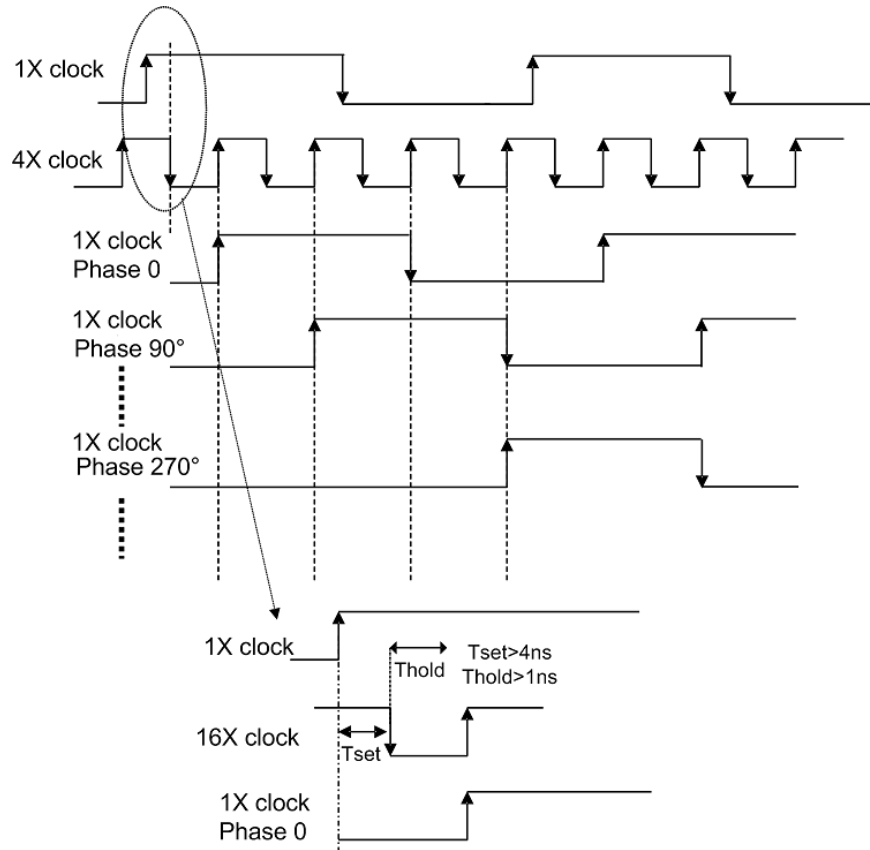 1X clock
4X clock
1X clock
Phase 0
1X clock
Phase 90°
1X clock
Phase 270°
1X clock
Thold
Tset>4ns
Thold>1ns
16X clock
Tset
1X clock
Phase 0